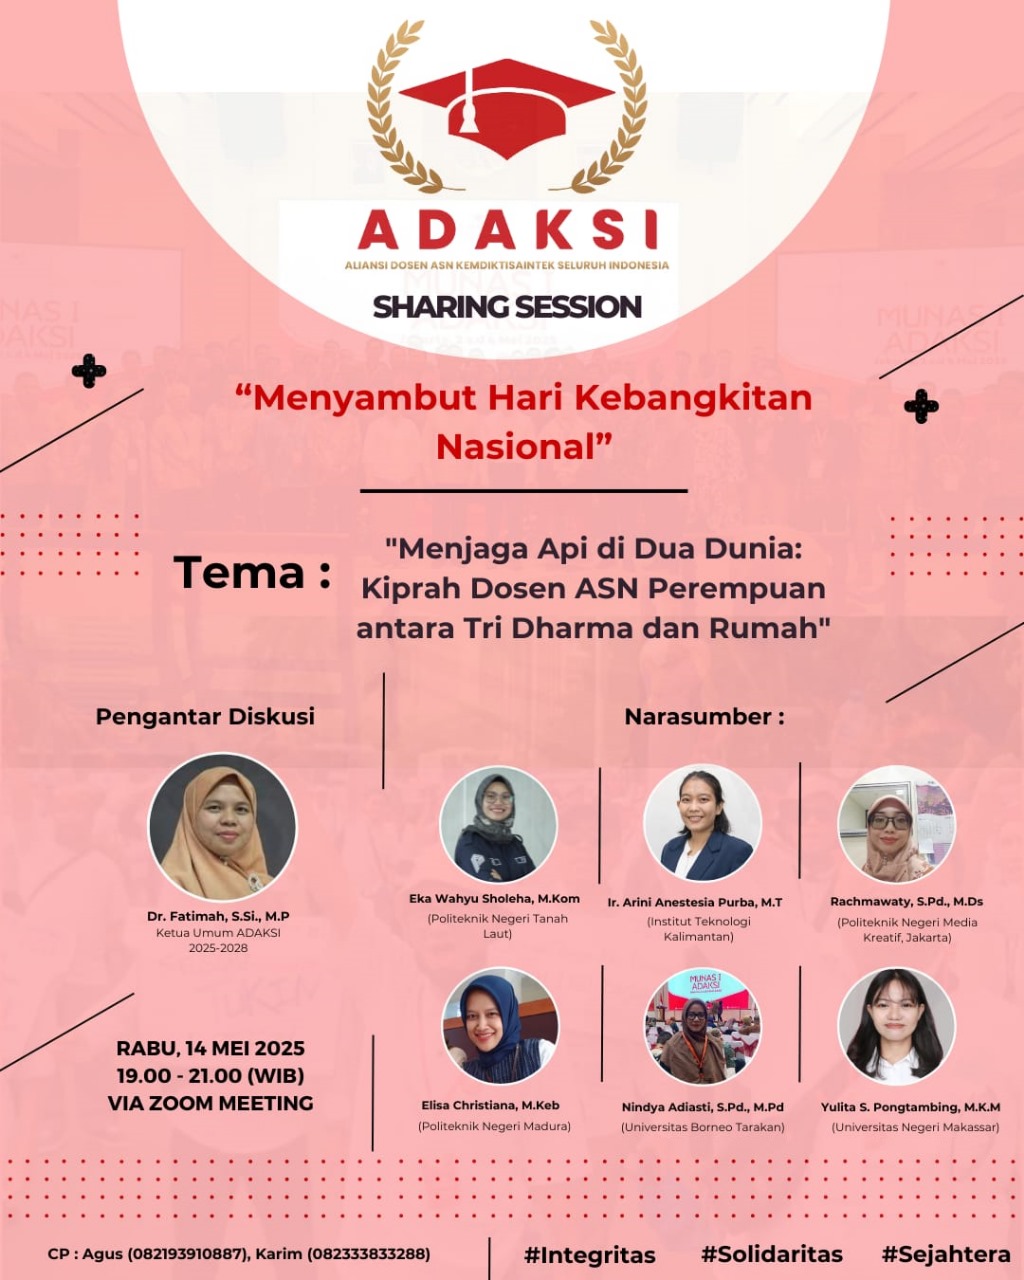 ADAKSI
ALIANSI DOSEN ASN KEMDIKTISAINTEK SELURUH INDONESIA
SHARING SESSION
MUNAS I
ADAKSI
“Menyambut Hari Kebangkitan
Nasional”
Tema :
"Menjaga Api di Dua Dunia:
Kiprah Dosen ASN Perempuan
antara Tri Dharma dan Rumah"
Pengantar Diskusi
Dr. Fatimah, S.Si., M.P
Ketua Umum ADAKSI
2025-2028
Narasumber :
Eka Wahyu Sholeha, M.Kom
(Politeknik Negeri Tanah
Laut)
Ir. Arini Anestesia Purba, M.T
(Institut Teknologi
Kalimantan)
Rachmawaty, S.Pd., M.Ds
(Politeknik Negeri Media
Kreatif, Jakarta)
MUNAS I
ADAKSI
Elisa Christiana, M.Keb
(Politeknik Negeri Madura)
Nindya Adiasti, S.Pd., M.Pd
(Universitas Borneo Tarakan)
Yulita S. Pongtambing, M.K.M
(Universitas Negeri Makassar)
RABU, 14 MEI 2025
19.00 - 21.00 (WIB)
VIA ZOOM MEETING
CP : Agus (082193910887), Karim (082333833288)
#Integritas
#Solidaritas
#Sejahtera